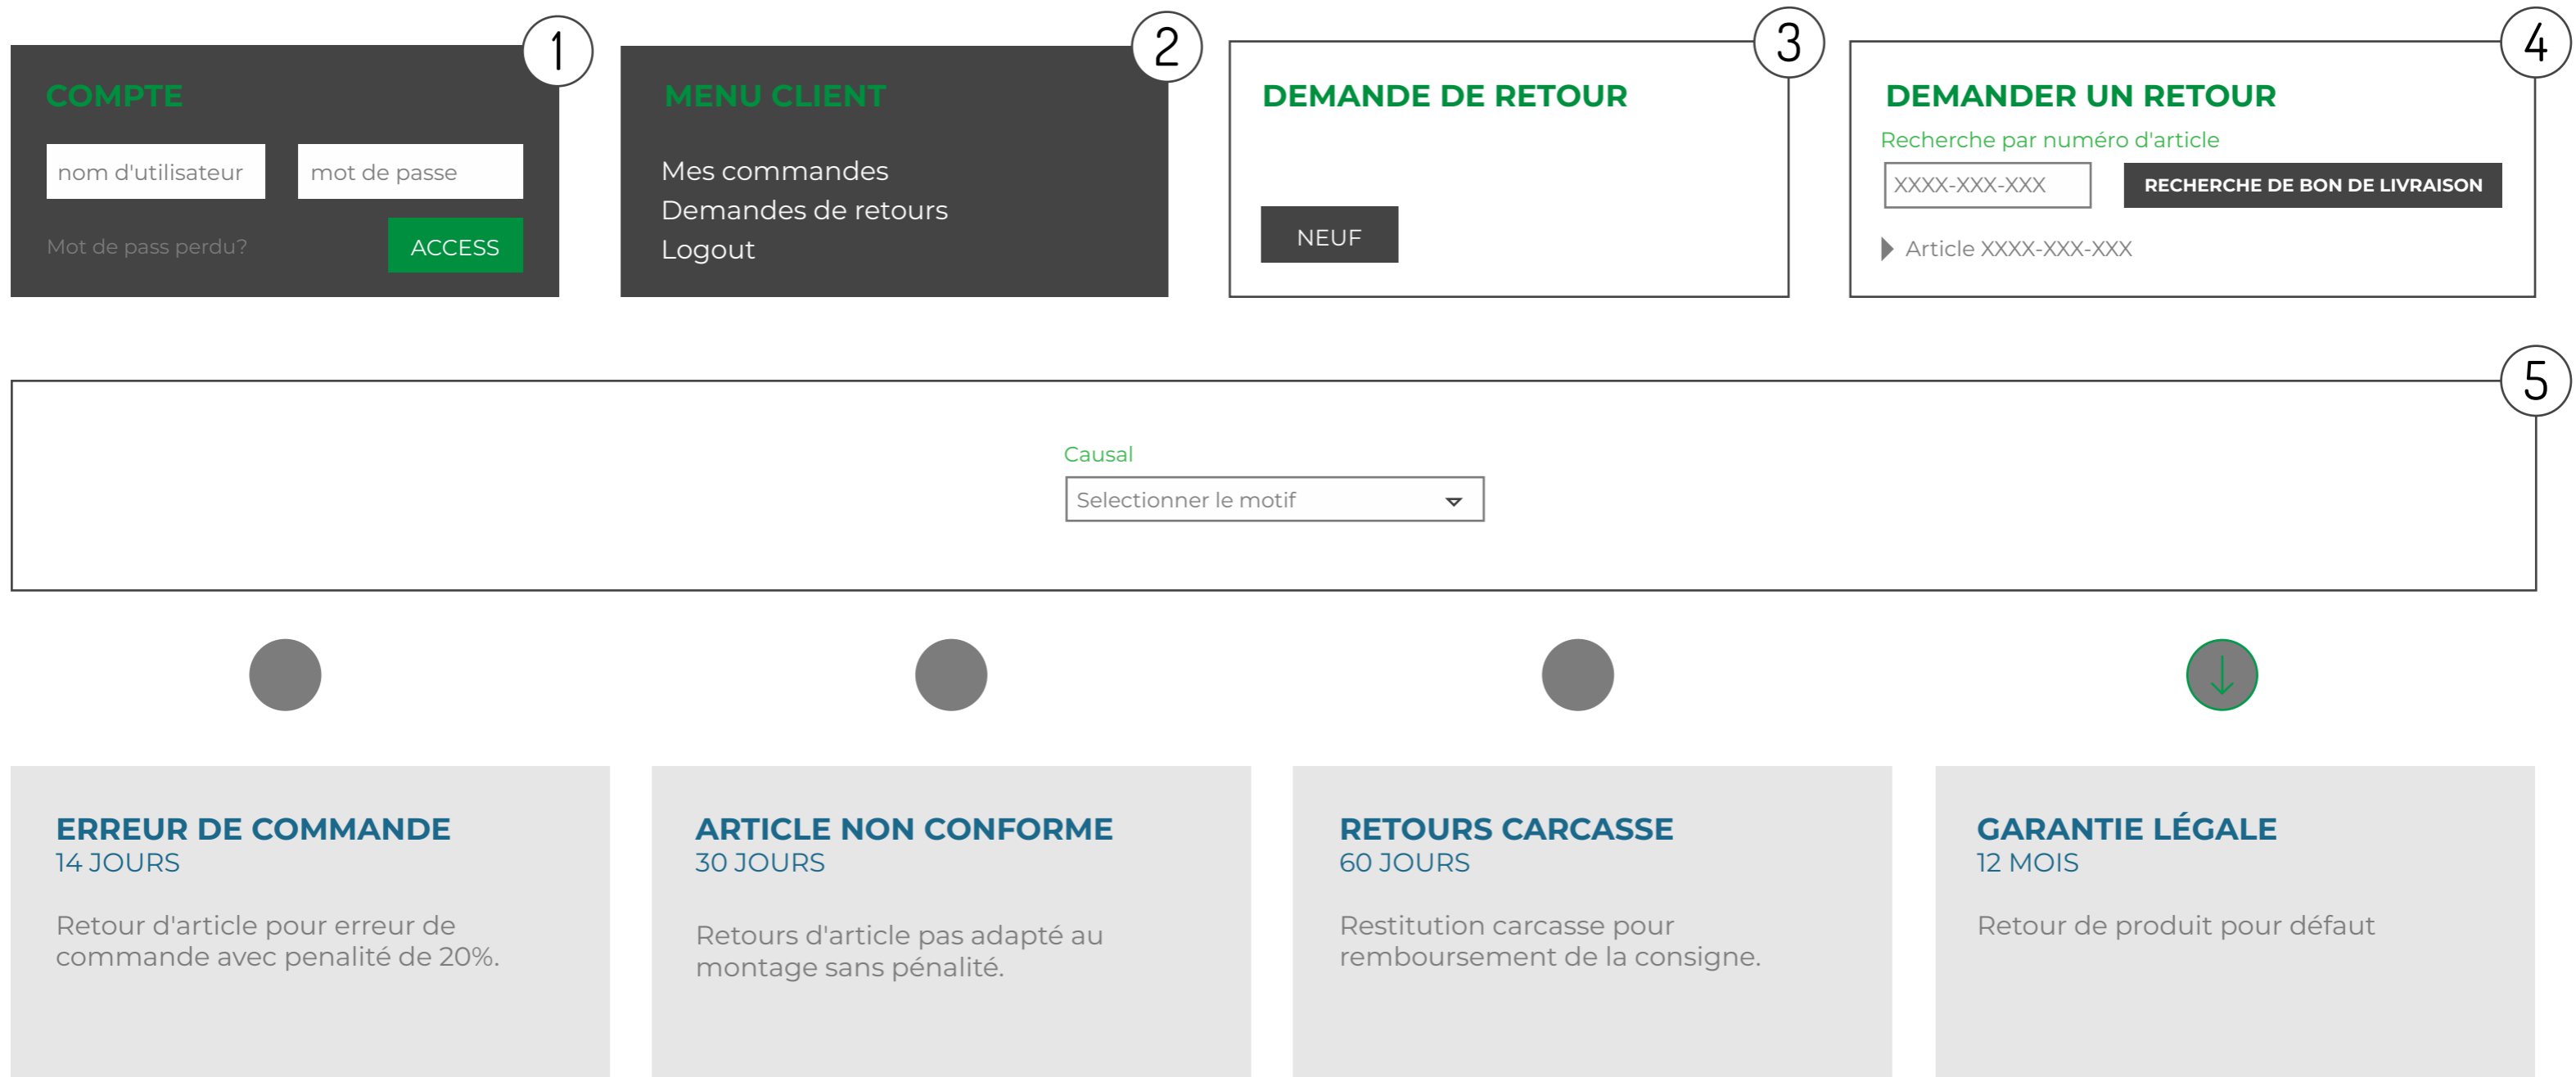 1
COMPTE
nom d'utilisateur
mot de passe
Mot de pass perdu?
ACCESS
2
MENU CLIENT
Mes commandes
Demandes de retours
Logout
3
DEMANDE DE RETOUR
NEUF
4
DEMANDER UN RETOUR
Recherche par numéro d'article
XXXX-XXX-XXX
RECHERCHE DE BON DE LIVRAISON
Article XXXX-XXX-XXX
5
Causal
Selectionner le motif
ERREUR DE COMMANDE
14 JOURS
Retour d'article pour erreur de
commande avec penalité de 20%.
ARTICLE NON CONFORME
30 JOURS
Retours d'article pas adapté au
montage sans pénalité.
RETOURS CARCASSE
60 JOURS
Restitution carcasse pour
remboursement de la consigne.
GARANTIE LÉGALE
12 MOIS
Retour de produit pour défaut